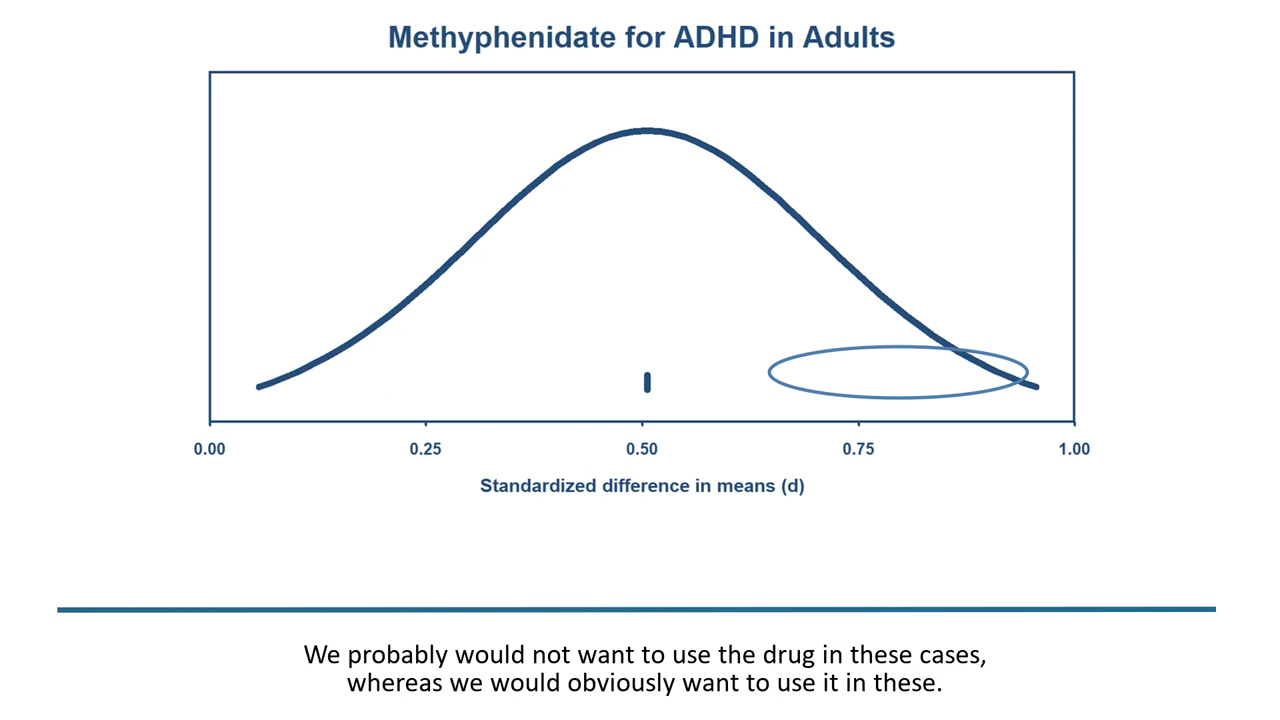 Methyphenidate for ADHD in Adults
0.00 0.25 0.50 0.75 1.00
Standardized difference in means (d)
We probably would not want to use the drug in these cases,
whereas we would obviously want to use it in these.